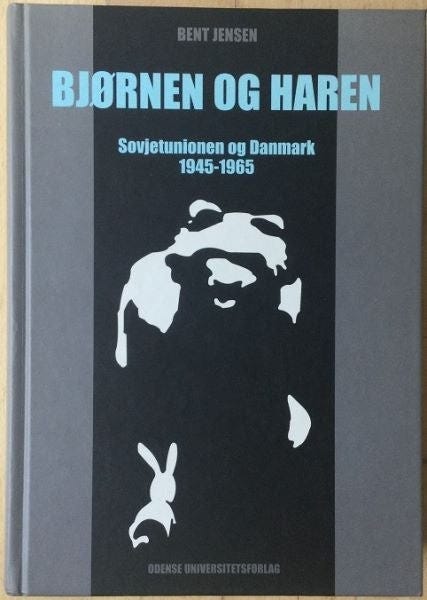 BENT JENSEN
BJØRNEN OG HAREN
Sovjetunionen og Danmark
1945-1965
ODENSE UNIVERSITETSFORLAG